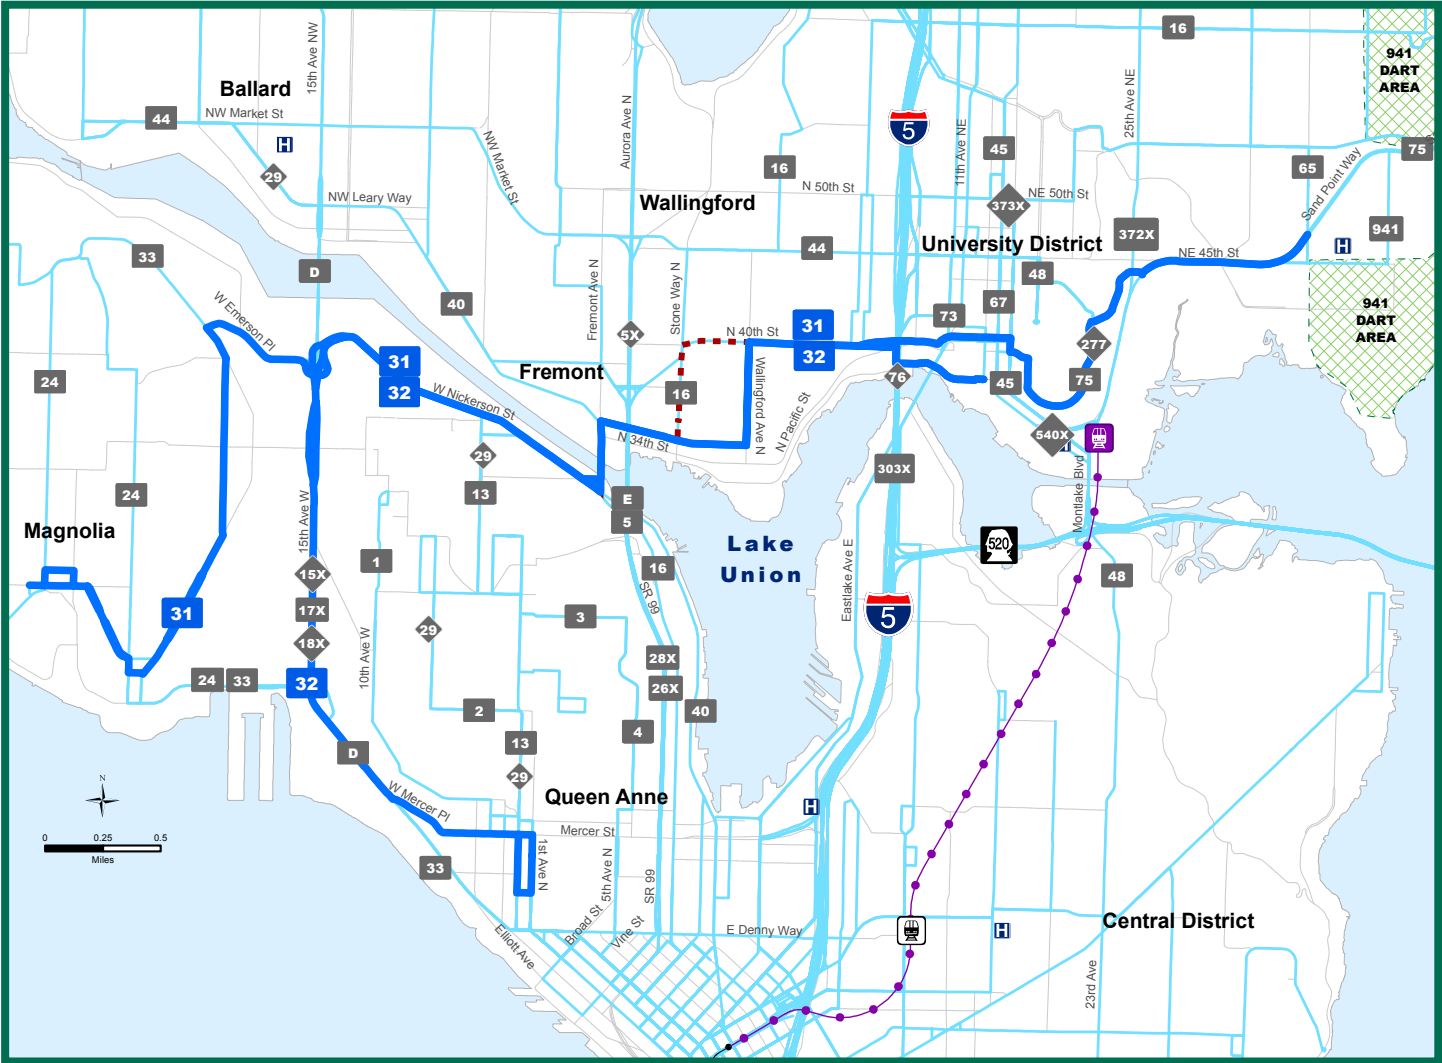 16
941
DART
AREA
15th Ave NW
Ballard
NW Market St
44
H
29
NW Leary Way
NW Market St
Aurora Ave N
16
N 50th St
Wallingford
5
11th Ave NE
45
373X
NE 50th St
25th Ave NE
372X
University District
65
75
Sand Point Way
941
H
NE 45th St
33
D
W Emerson Pl
40
Fremont Ave N
Stone Way N
44
48
67
73
277
941
DART
AREA
5X
N 40th St
31
32
31
32
24
Fremont
W Nickerson St
16
N 34th St
Wallingford Ave N
N Pacific St
76
45
75
540X
H
29
13
24
15th Ave W
Magnolia
E
5
303X
Montlake Blvd
Lake
Union
520
1
15X
17X
18X
31
16
SR 99
Eastlake Ave E
5
48
3
29
10th Ave W
28X
26X
24
33
32
2
40
4
13
29
D
W Mercer Pl
Queen Anne
H
N
0
0.25
0.5
Miles
Mercer St
1st Ave N
33
5th Ave N
SR 99
Broad St
Vine St
Elliott Ave
E Denny Way
H
Central District
23rd Ave